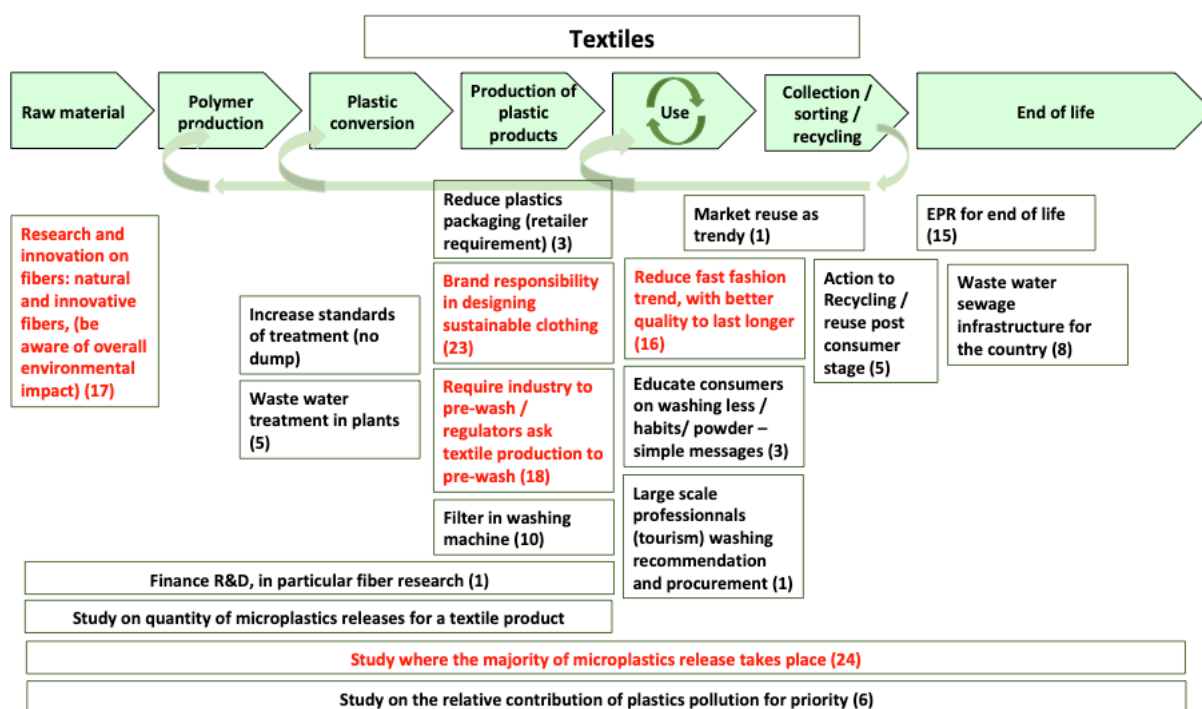 Textiles
Raw material
Polymer
production
Plastic
conversion
Production of
plastic
products
Use
Collection /
sorting /
recycling
End of life
Research and
innovation on
fibers: natural
and innovative
fibers, (be
aware of overall
environmental
impact) (17)
Increase standards
of treatment (no
dump)
Waste water
treatment in plants
(5)
Reduce plastics
packaging (retailer
requirement) (3)
Brand responsibility
in designing
sustainable clothing
(23)
Require industry to
pre-wash /
regulators ask
textile production to
pre-wash (18)
Filter in washing
machine (10)
Market reuse as
trendy (1)
Reduce fast fashion
trend, with better
quality to last longer
(16)
Educate consumers
on washing less /
habits/ powder –
simple messages (3)
Large scale
professionnals
(tourism) washing
recommendation
and procurement (1)
Action to
Recycling /
reuse post
consumer
stage (5)
EPR for end of life
(15)
Waste water
sewage
infrastructure for
the country (8)
Finance R&D, in particular fiber research (1)
Study on quantity of microplastics releases for a textile product
Study where the majority of microplastics release takes place (24)
Study on the relative contribution of plastics pollution for priority (6)